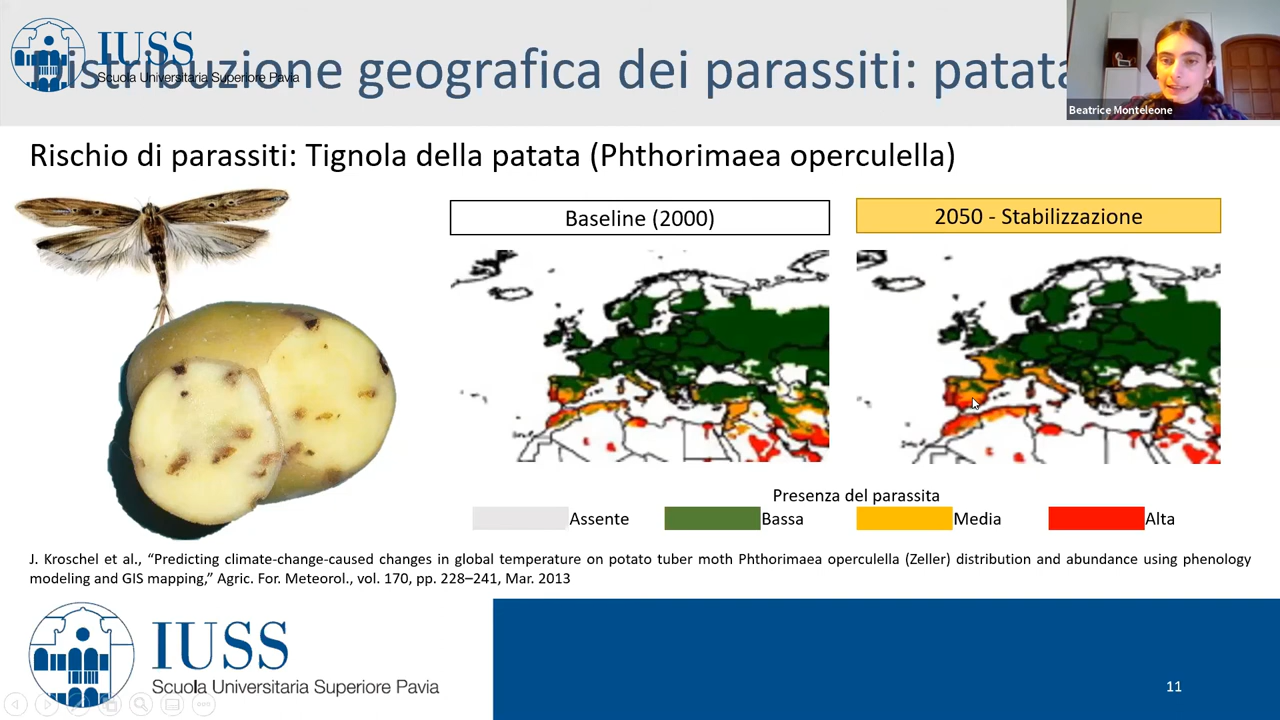 IUSS
Scuola Universitaria Superiore Pavia
Distribuzione geografica dei parassiti: patata
Beatrice Monteleone
Rischio di parassiti: Tignola della patata (Phthorimaea operculella)
Baseline (2000)
2050 - Stabilizzazione
Presenza del parassita
Assente
Bassa
Media
Alta
J. Kroschel et al., “Predicting climate-change-caused changes in global temperature on potato tuber moth Phthorimaea operculella (Zeller) distribution and abundance using phenology
modeling and GIS mapping,” Agric. For. Meteorol., vol. 170, pp. 228–241, Mar. 2013
IUSS
Scuola Universitaria Superiore Pavia
11